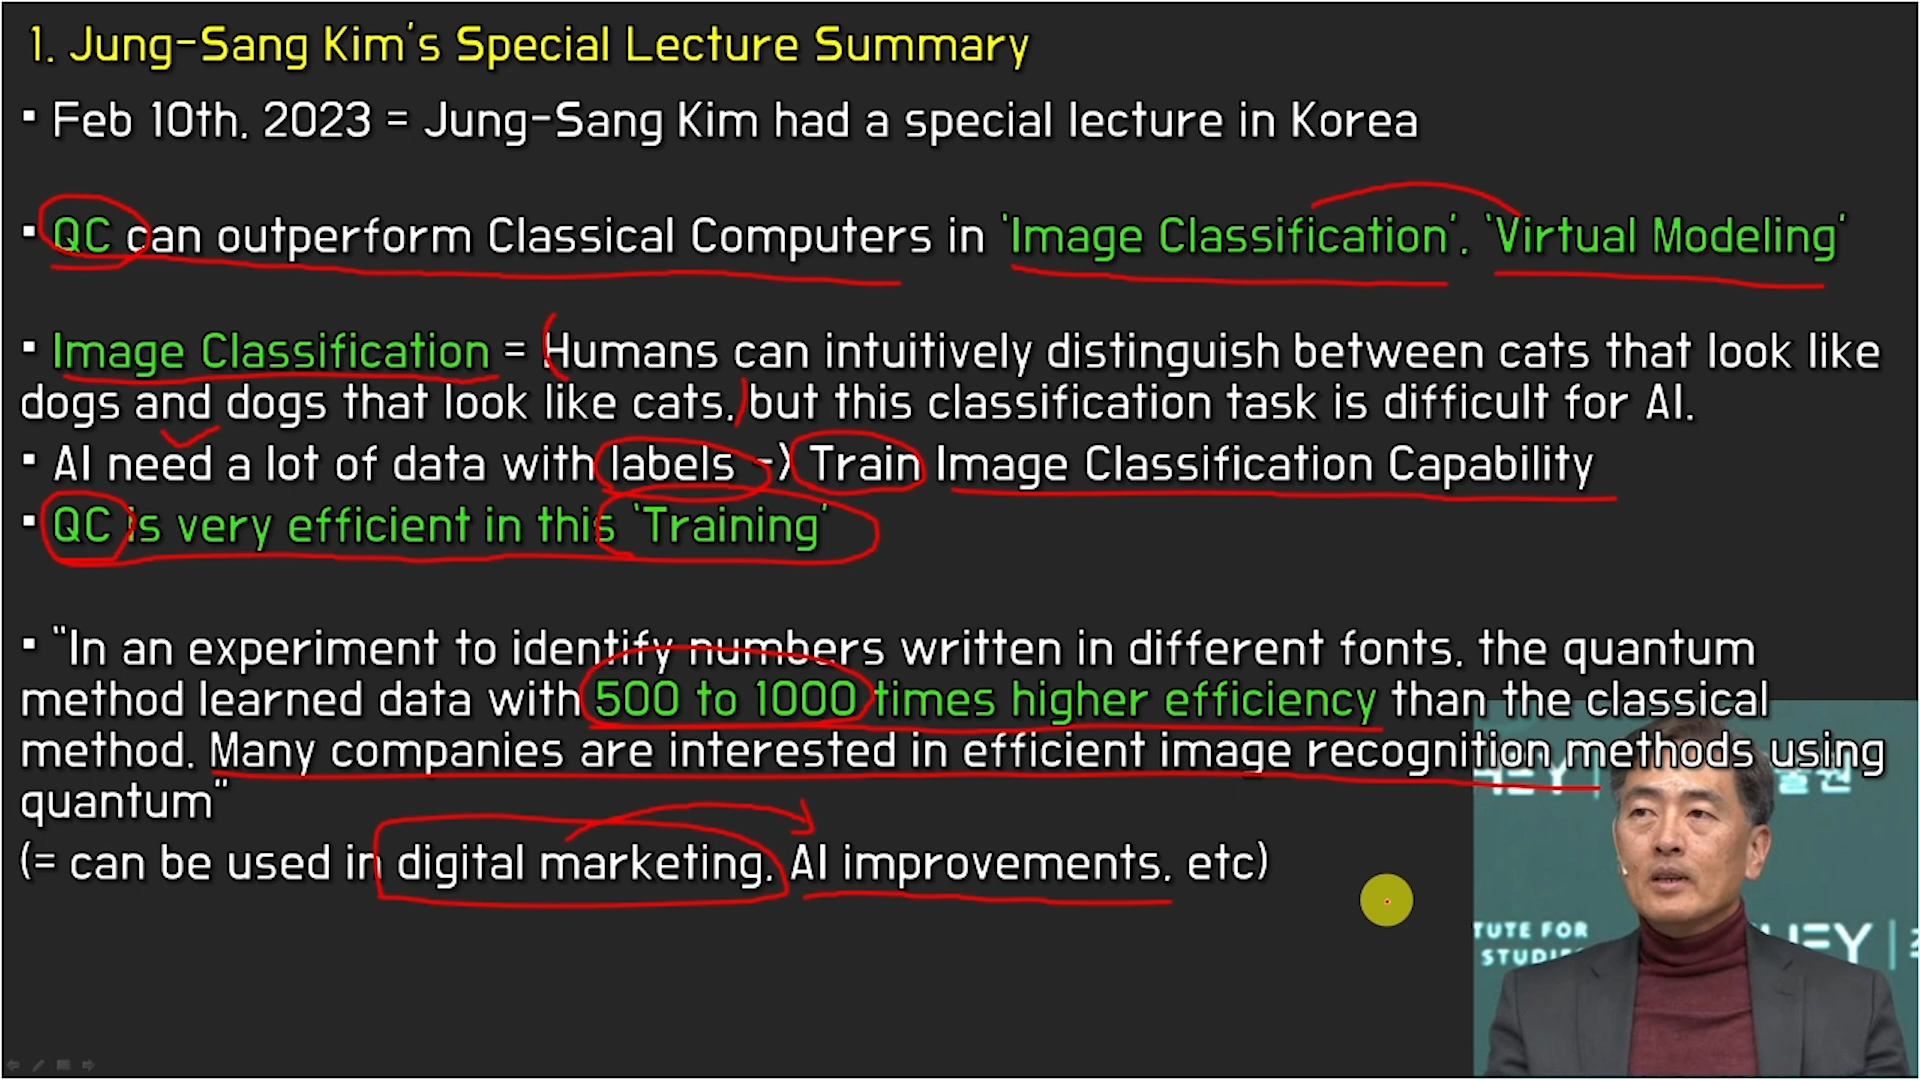 1. Jung-Sang Kim's Special Lecture Summary
▪ Feb 10th, 2023 = Jung-Sang Kim had a special lecture in Korea
▪ QC can outperform Classical Computers in 'Image Classification', 'Virtual Modeling'
▪ Image Classification = Humans can intuitively distinguish between cats that look like
dogs and dogs that look like cats, but this classification task is difficult for AI.
▪ AI need a lot of data with labels -> Train Image Classification Capability
▪ QC is very efficient in this 'Training'
▪ "In an experiment to identify numbers written in different fonts, the quantum
method learned data with 500 to 1000 times higher efficiency than the classical
method. Many companies are interested in efficient image recognition methods using
quantum"
(= can be used in digital marketing, AI improvements, etc)
TUTE FOR